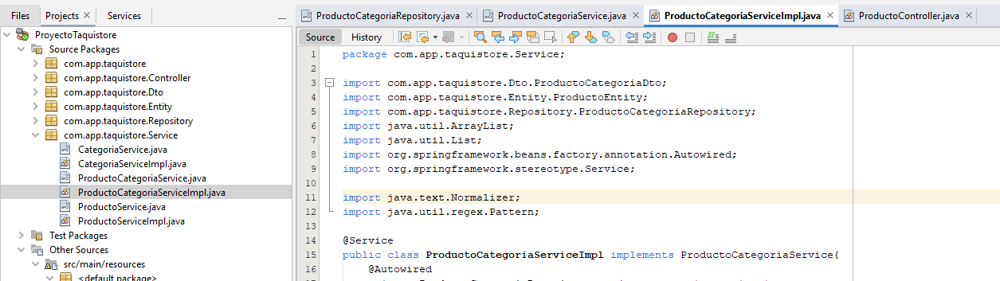 Files Projects × Services
ProyectoTaquistore
Source Packages
com.app.taquistore
com.app.taquistore.Controller
com.app.taquistore.Dto
com.app.taquistore.Entity
com.app.taquistore.Repository
com.app.taquistore.Service
CategoriaService.java
CategoriaServiceImpl.java
ProductoCategoriaService.java
ProductoCategoriaServiceImpl.java
ProductoService.java
ProductoServiceImpl.java
Test Packages
Other Sources
src/main/resources
<default package>
ProductoCategoriaRepository.java × ProductoCategoriaService.java × ProductoCategoriaServiceImpl.java × ProductoController.java ×
Source History
1 package com.app.taquistore.Service;
2
3 import com.app.taquistore.Dto.ProductoCategoriaDto;
4 import com.app.taquistore.Entity.ProductoEntity;
5 import com.app.taquistore.Repository.ProductoCategoriaRepository;
6 import java.util.ArrayList;
7 import java.util.List;
8 import org.springframework.beans.factory.annotation.Autowired;
9 import org.springframework.stereotype.Service;
10
11 import java.text.Normalizer;
12 import java.util.regex.Pattern;
13
14 @Service
15 public class ProductoCategoriaServiceImpl implements ProductoCategoriaService{
16 @Autowired